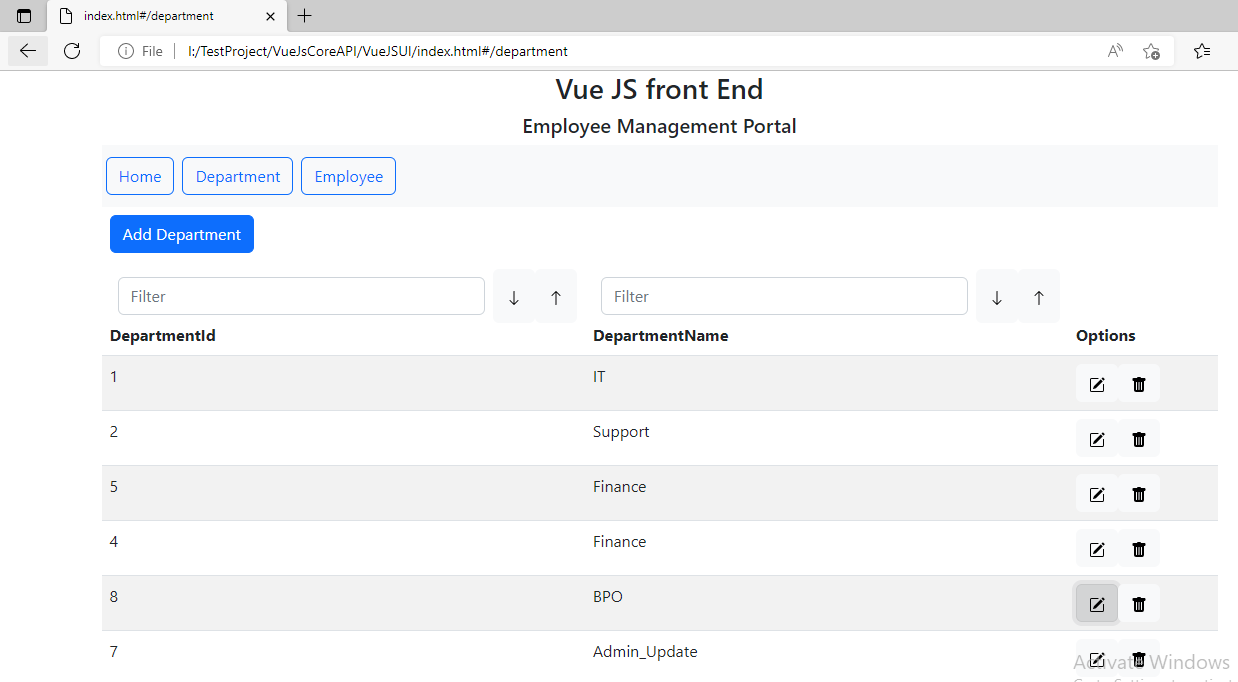 index.html#/department
File I:/TestProject/VueJsCoreAPI/VueJSUI/index.html#/department
Vue JS front End
Employee Management Portal
Home Department Employee
Add Department
Filter Filter
DepartmentId DepartmentName Options
1 IT
2 Support
5 Finance
4 Finance
8 BPO
7 Admin_Update
Activate Windows